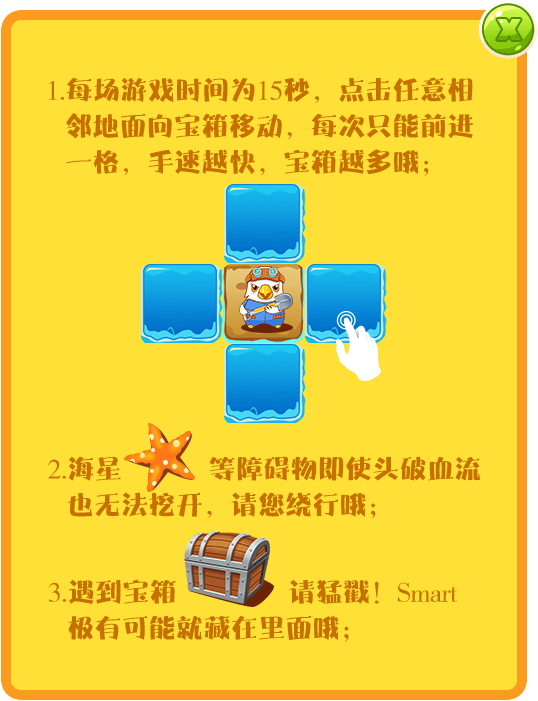 1.每场游戏时间为15秒，点击任意相
邻地面向宝箱移动，每次只能前进
一格，手速越快，宝箱越多哦；
2.海星 等障碍物即使头破血流
也无法挖开，请您绕行哦；
3.遇到宝箱 请猛戳！Smart
极有可能就藏在里面哦；